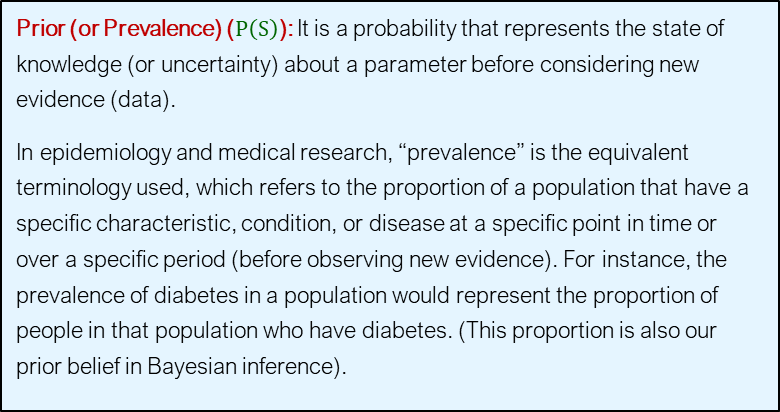 Prior (or Prevalence) (P(S)): It is a probability that represents the state of
knowledge (or uncertainty) about a parameter before considering new
evidence (data).
In epidemiology and medical research, “prevalence” is the equivalent
terminology used, which refers to the proportion of a population that have a
specific characteristic, condition, or disease at a specific point in time or
over a specific period (before observing new evidence). For instance, the
prevalence of diabetes in a population would represent the proportion of
people in that population who have diabetes. (This proportion is also our
prior belief in Bayesian inference).